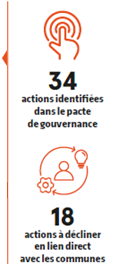 34
actions identifiées
dans le pacte
de gouvernance
18
actions à décliner
en lien direct
avec les communes